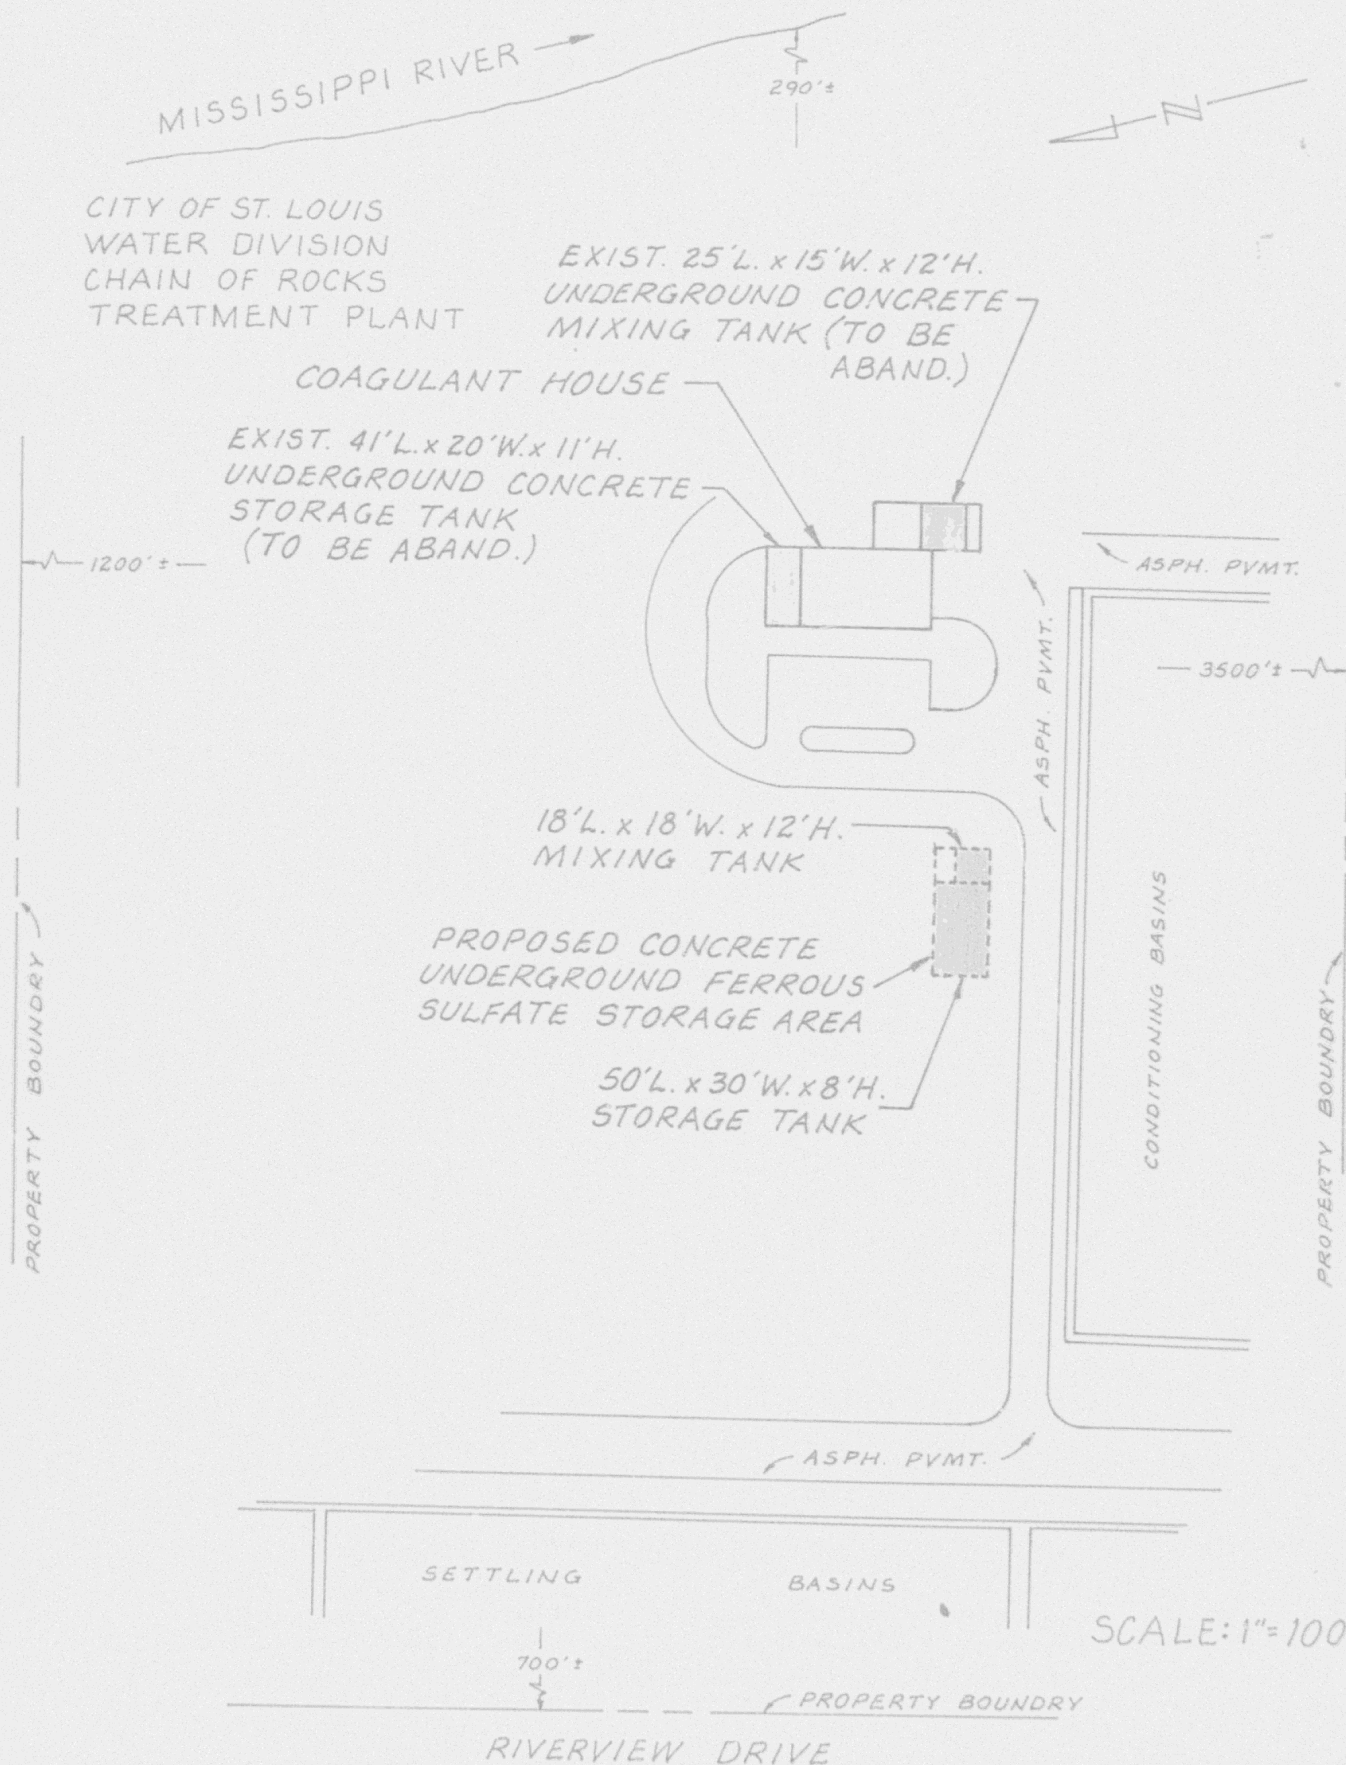 MISSISSIPPI RIVER
290'±
N
CITY OF ST. LOUIS
WATER DIVISION
CHAIN OF ROCKS
TREATMENT PLANT
EXIST. 25'L. x 15'W. x 12'H.
UNDERGROUND CONCRETE
MIXING TANK (TO BE
ABAND.)
COAGULANT HOUSE
EXIST. 41'L. x 20'W. x 11'H.
UNDERGROUND CONCRETE
STORAGE TANK
(TO BE ABAND.)
1200'±
ASPH. PVMT.
ASPH. PVMT.
3500'±
18'L. x 18'W. x 12'H.
MIXING TANK
PROPOSED CONCRETE
UNDERGROUND FERROUS
SULFATE STORAGE AREA
50'L. x 30'W. x 8'H.
STORAGE TANK
PROPERTY BOUNDRY
CONDITIONING BASINS
PROPERTY BOUNDRY
ASPH. PVMT.
SETTLING BASINS
SCALE: 1"=100
700'±
PROPERTY BOUNDRY
RIVERVIEW DRIVE